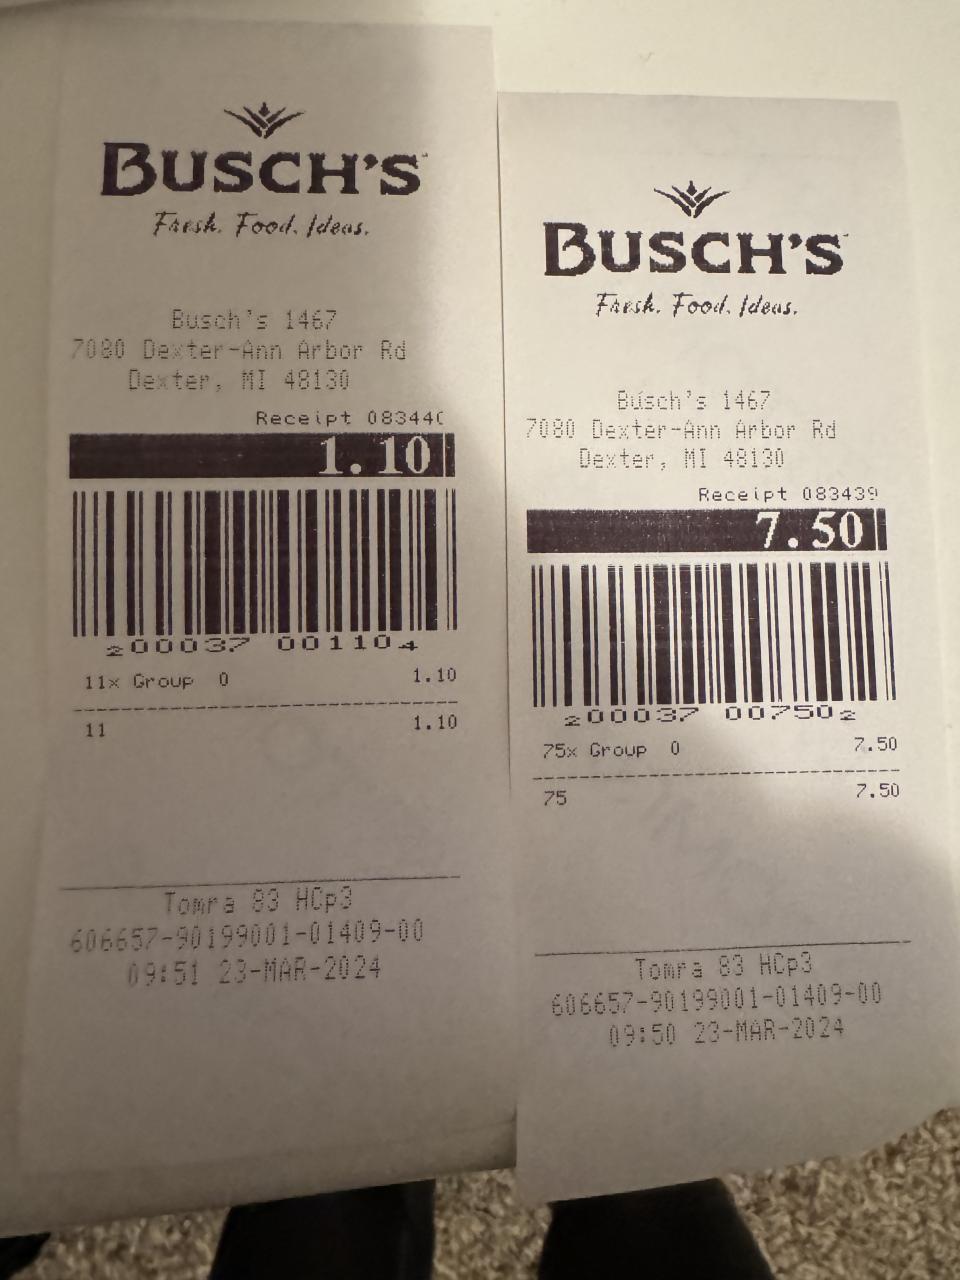 BUSCH'S
Fresh. Food. Ideas.
Busch's 1467
7080 Dexter-Ann Arbor Rd
Dexter, MI 48130
Receipt 083440
1.10
200037 001104
11x Group 0 1.10
11 1.10
Tomra 83 HCp3
606657-90199001-01409-00
09:51 23-MAR-2024
BUSCH'S
Fresh. Food. Ideas.
Busch's 1467
7080 Dexter-Ann Arbor Rd
Dexter, MI 48130
Receipt 083439
7.50
200037 007502
75x Group 0 7.50
75 7.50
Tomra 83 HCp3
606657-90199001-01409-00
09:50 23-MAR-2024